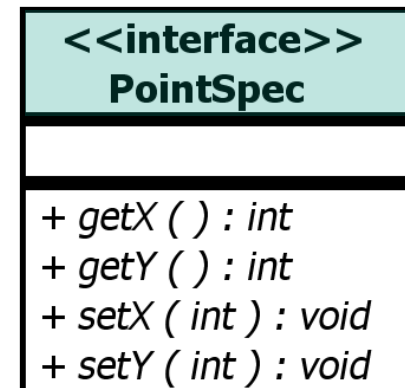 <<interface>>
PointSpec
+ getX ( ) : int
+ getY ( ) : int
+ setX ( int ) : void
+ setY ( int ) : void